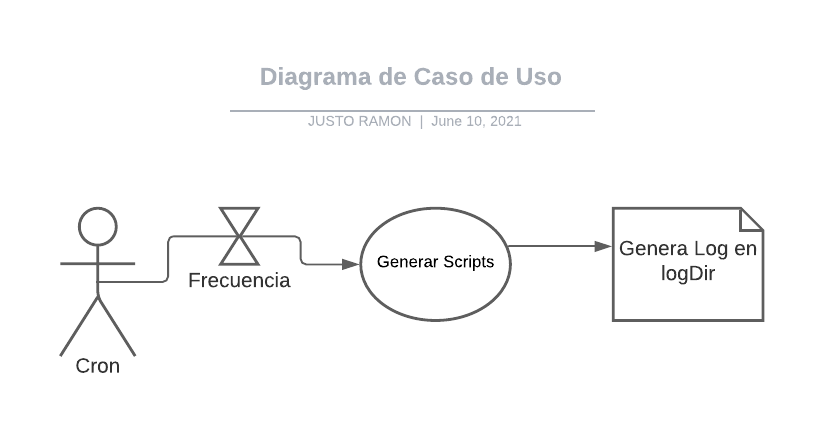 Diagrama de Caso de Uso
JUSTO RAMON | June 10, 2021
Frecuencia
Generar Scripts
Genera Log en
logDir
Cron